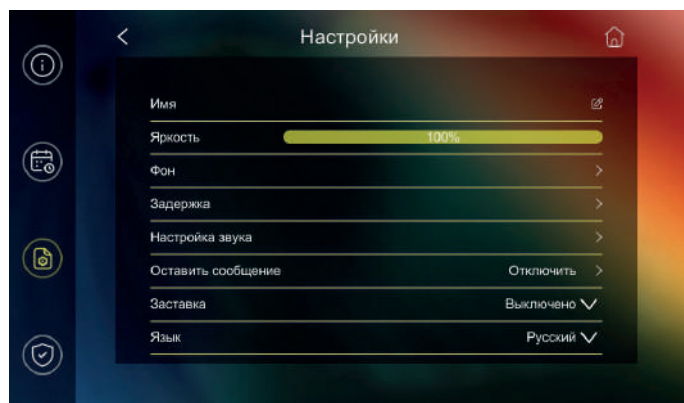 Настройки
Имя
Яркость 100%
Фон
Задержка
Настройка звука
Оставить сообщение Отключить
Заставка Выключено
Язык Русский